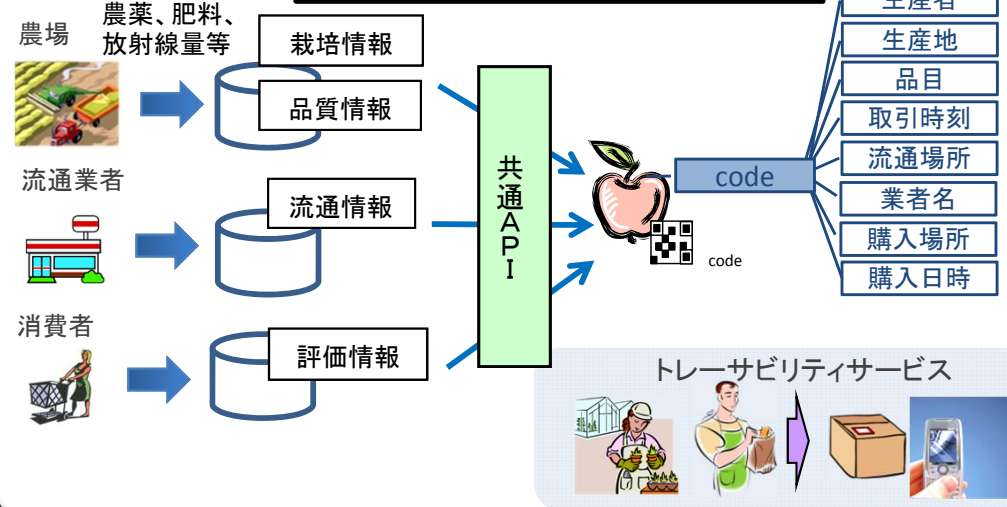 農薬、肥料、
放射線量等
農場
栽培情報
品質情報
流通業者
流通情報
消費者
評価情報
共通API
code
code
生産者
生産地
品目
取引時刻
流通場所
業者名
購入場所
購入日時
トレーサビリティサービス